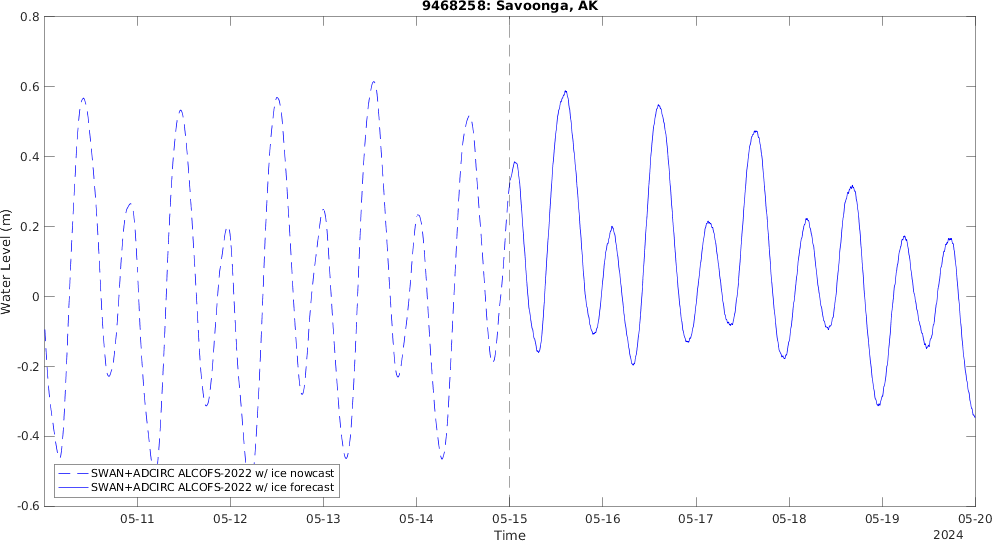 9468258: Savoonga, AK
0.8
0.6
0.4
0.2
0
-0.2
-0.4
-0.6
Water Level (m)
SWAN+ADCIRC ALCOFS-2022 w/ ice nowcast
SWAN+ADCIRC ALCOFS-2022 w/ ice forecast
05-11 05-12 05-13 05-14 05-15 05-16 05-17 05-18 05-19 05-20
Time
2024